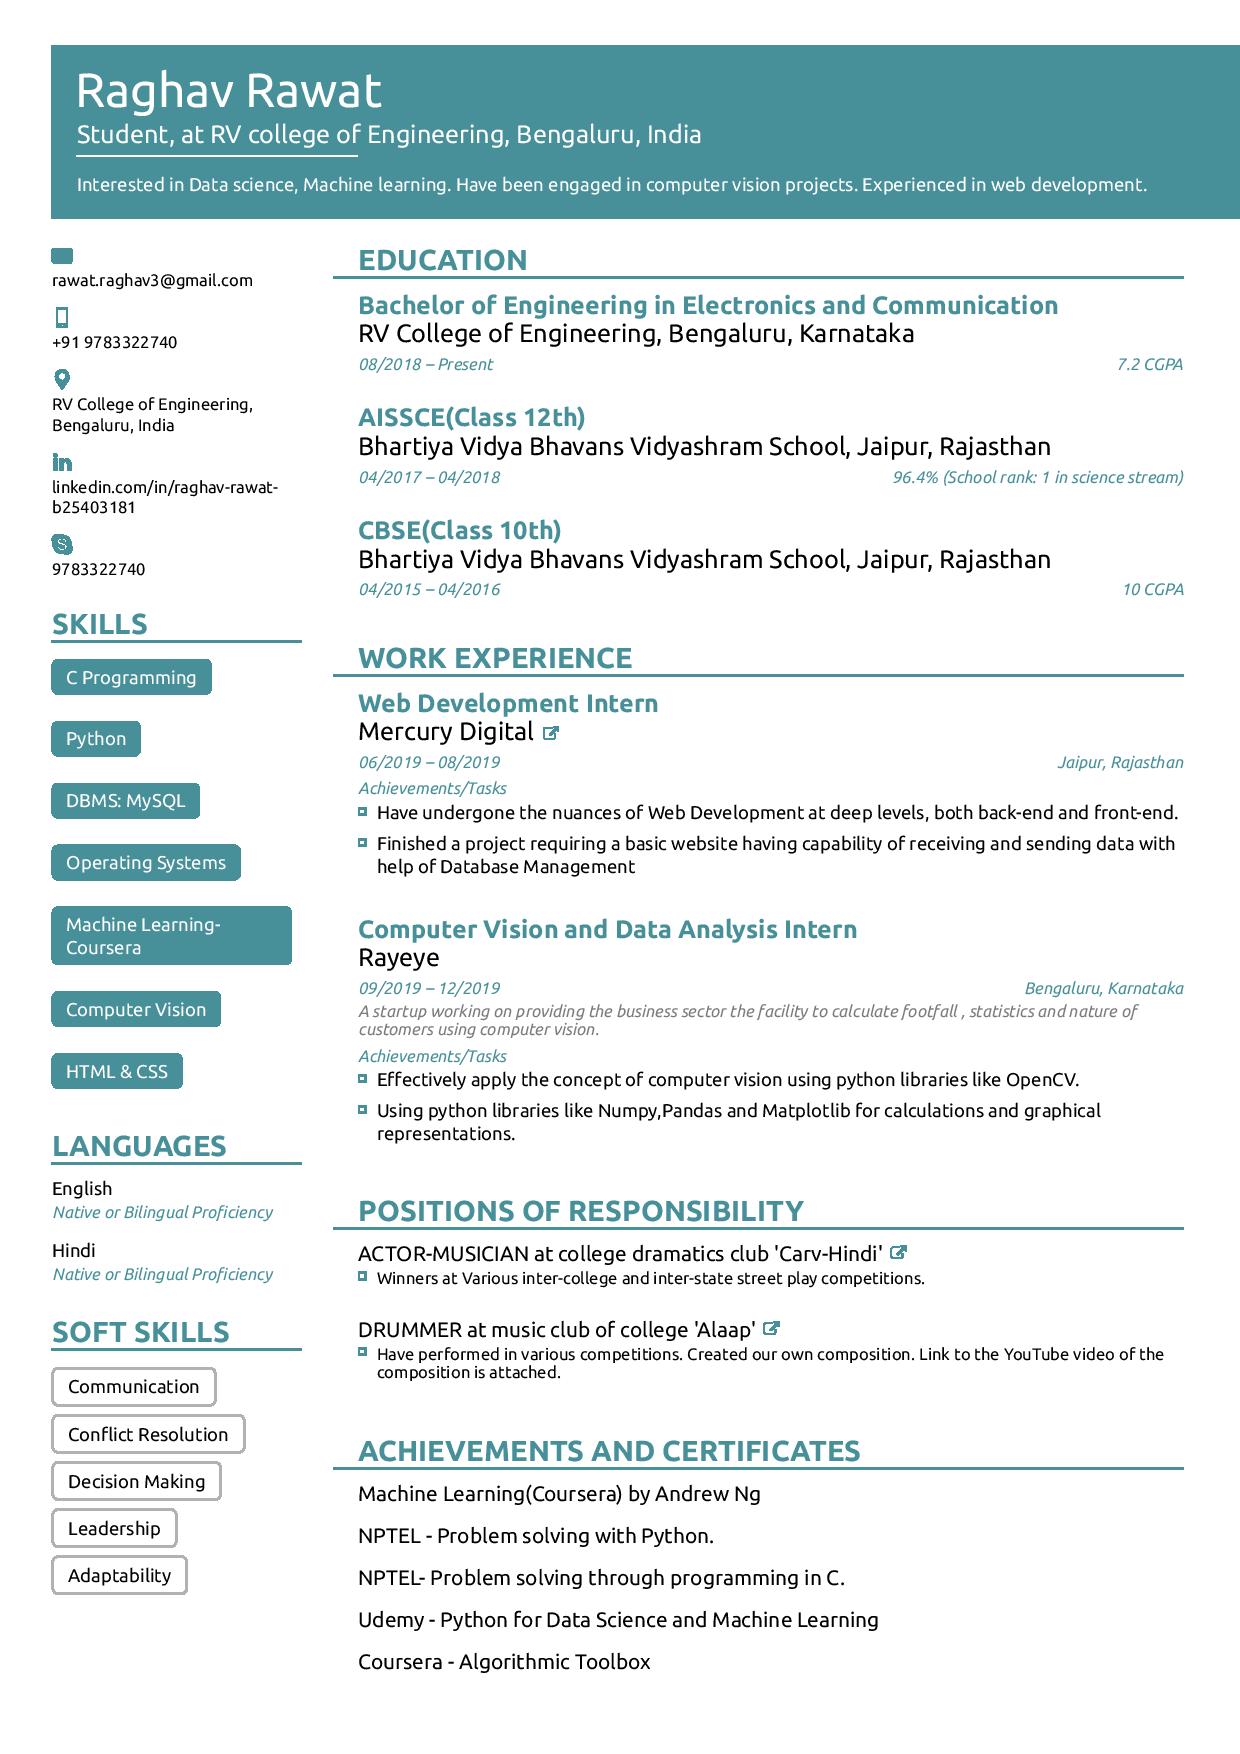 Raghav Rawat
Student, at RV college of Engineering, Bengaluru, India
Interested in Data science, Machine learning. Have been engaged in computer vision projects. Experienced in web development.
rawat.raghav3@gmail.com
+91 9783322740
RV College of Engineering,
Bengaluru, India
linkedin.com/in/raghav-rawat-
b25403181
9783322740
SKILLS
C Programming
Python
DBMS: MySQL
Operating Systems
Machine Learning-
Coursera
Computer Vision
HTML & CSS
LANGUAGES
English
Native or Bilingual Proficiency
Hindi
Native or Bilingual Proficiency
SOFT SKILLS
Communication
Conflict Resolution
Decision Making
Leadership
Adaptability
EDUCATION
Bachelor of Engineering in Electronics and Communication
RV College of Engineering, Bengaluru, Karnataka
08/2018 – Present 7.2 CGPA
AISSCE(Class 12th)
Bhartiya Vidya Bhavans Vidyashram School, Jaipur, Rajasthan
04/2017 – 04/2018 96.4% (School rank: 1 in science stream)
CBSE(Class 10th)
Bhartiya Vidya Bhavans Vidyashram School, Jaipur, Rajasthan
04/2015 – 04/2016 10 CGPA
WORK EXPERIENCE
Web Development Intern
Mercury Digital
06/2019 – 08/2019 Jaipur, Rajasthan
Achievements/Tasks
Have undergone the nuances of Web Development at deep levels, both back-end and front-end.
Finished a project requiring a basic website having capability of receiving and sending data with
help of Database Management
Computer Vision and Data Analysis Intern
Rayeye
09/2019 – 12/2019 Bengaluru, Karnataka
A startup working on providing the business sector the facility to calculate footfall , statistics and nature of
customers using computer vision.
Achievements/Tasks
Effectively apply the concept of computer vision using python libraries like OpenCV.
Using python libraries like Numpy,Pandas and Matplotlib for calculations and graphical
representations.
POSITIONS OF RESPONSIBILITY
ACTOR-MUSICIAN at college dramatics club 'Carv-Hindi'
Winners at Various inter-college and inter-state street play competitions.
DRUMMER at music club of college 'Alaap'
Have performed in various competitions. Created our own composition. Link to the YouTube video of the
composition is attached.
ACHIEVEMENTS AND CERTIFICATES
Machine Learning(Coursera) by Andrew Ng
NPTEL - Problem solving with Python.
NPTEL- Problem solving through programming in C.
Udemy - Python for Data Science and Machine Learning
Coursera - Algorithmic Toolbox